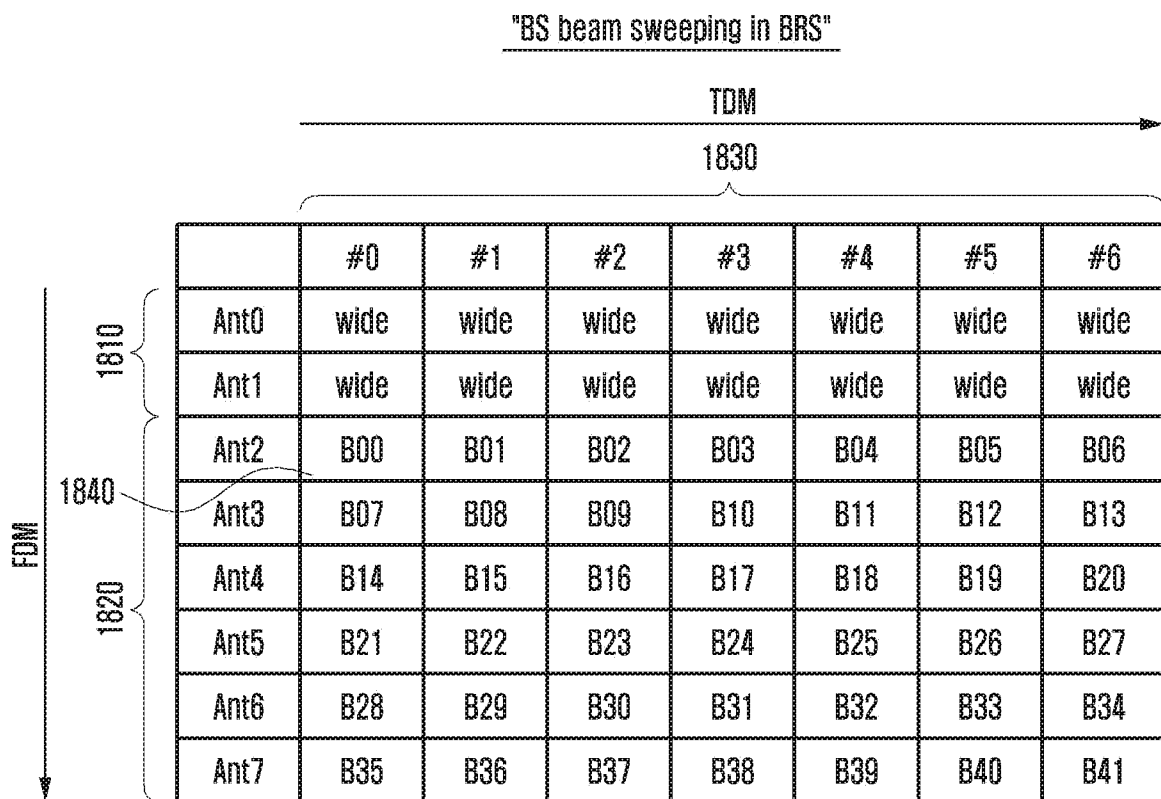 "BS beam sweeping in BRS"
TDM
1830
#0 #1 #2 #3 #4 #5 #6
Ant0 wide wide wide wide wide wide wide
Ant1 wide wide wide wide wide wide wide
Ant2 B00 B01 B02 B03 B04 B05 B06
Ant3 B07 B08 B09 B10 B11 B12 B13
Ant4 B14 B15 B16 B17 B18 B19 B20
Ant5 B21 B22 B23 B24 B25 B26 B27
Ant6 B28 B29 B30 B31 B32 B33 B34
Ant7 B35 B36 B37 B38 B39 B40 B41
1810
1840
1820
FDM